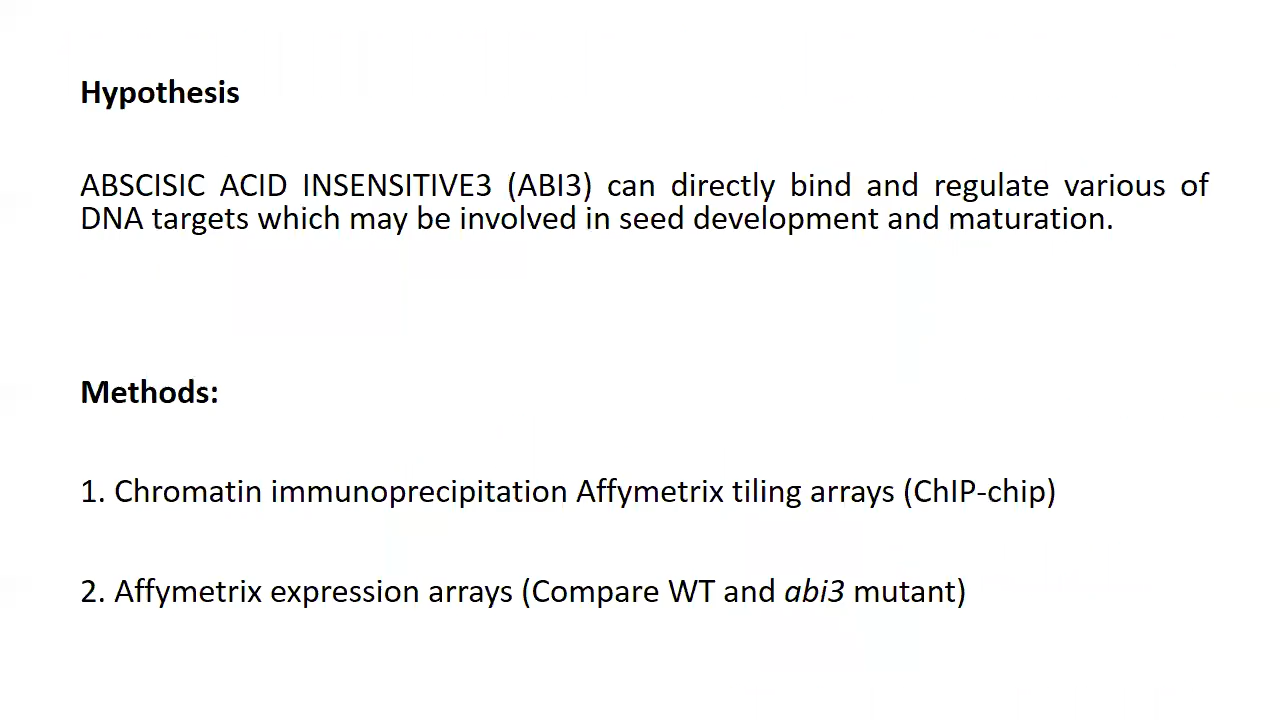 Hypothesis
ABSCISIC ACID INSENSITIVE3 (ABI3) can directly bind and regulate various of
DNA targets which may be involved in seed development and maturation.
Methods:
1. Chromatin immunoprecipitation Affymetrix tiling arrays (ChIP-chip)
2. Affymetrix expression arrays (Compare WT and abi3 mutant)